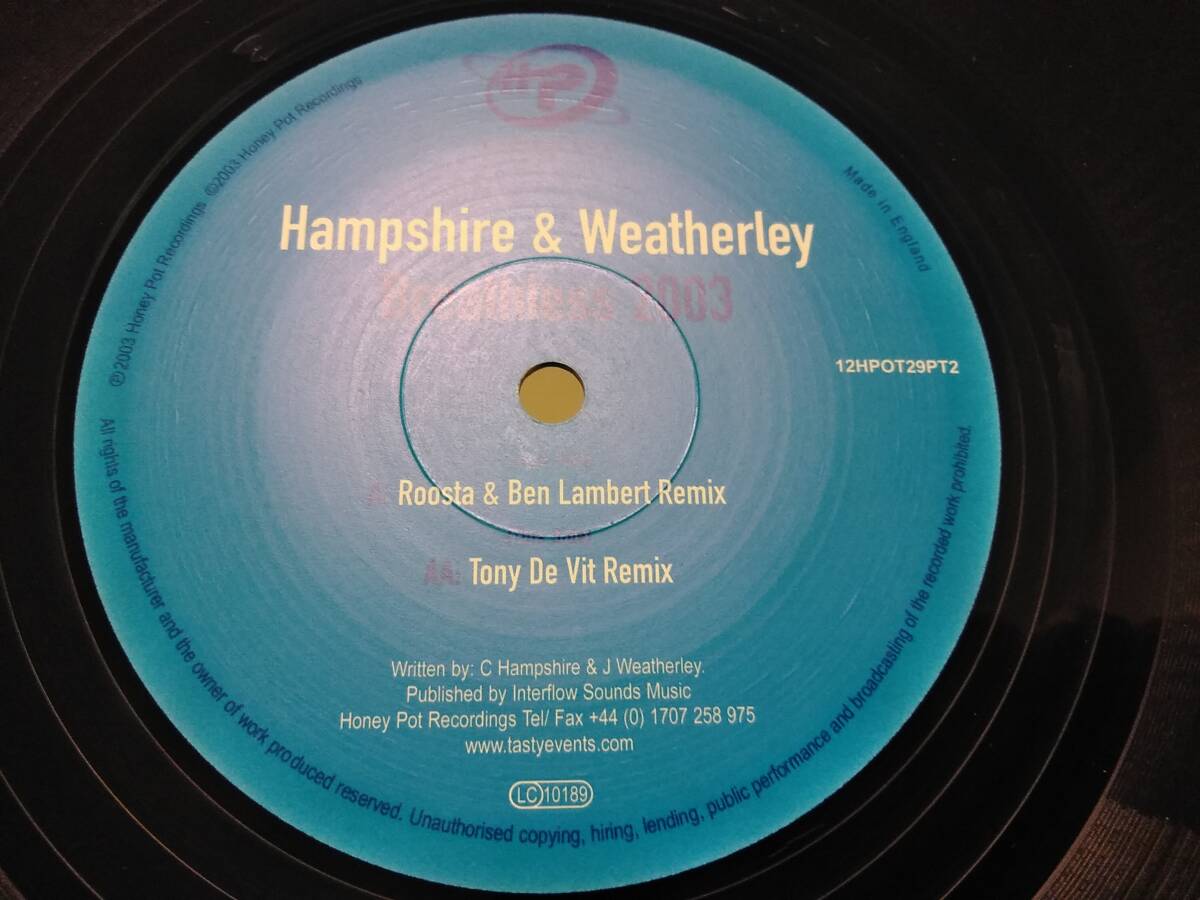 HP
Hampshire & Weatherley
Breathless 2003
Made in England
12HPOT29PT2
℗2003 Honey Pot Recordings ©2003 Honey Pot Recordings
Roosta & Ben Lambert Remix
AA: Tony De Vit Remix
Written by: C Hampshire & J Weatherley.
Published by Interflow Sounds Music
Honey Pot Recordings Tel/ Fax +44 (0) 1707 258 975
www.tastyevents.com
LC 10189
All rights of the manufacturer and the owner of work produced reserved. Unauthorised copying, hiring, lending, public performance and broadcasting of the recorded work prohibited.